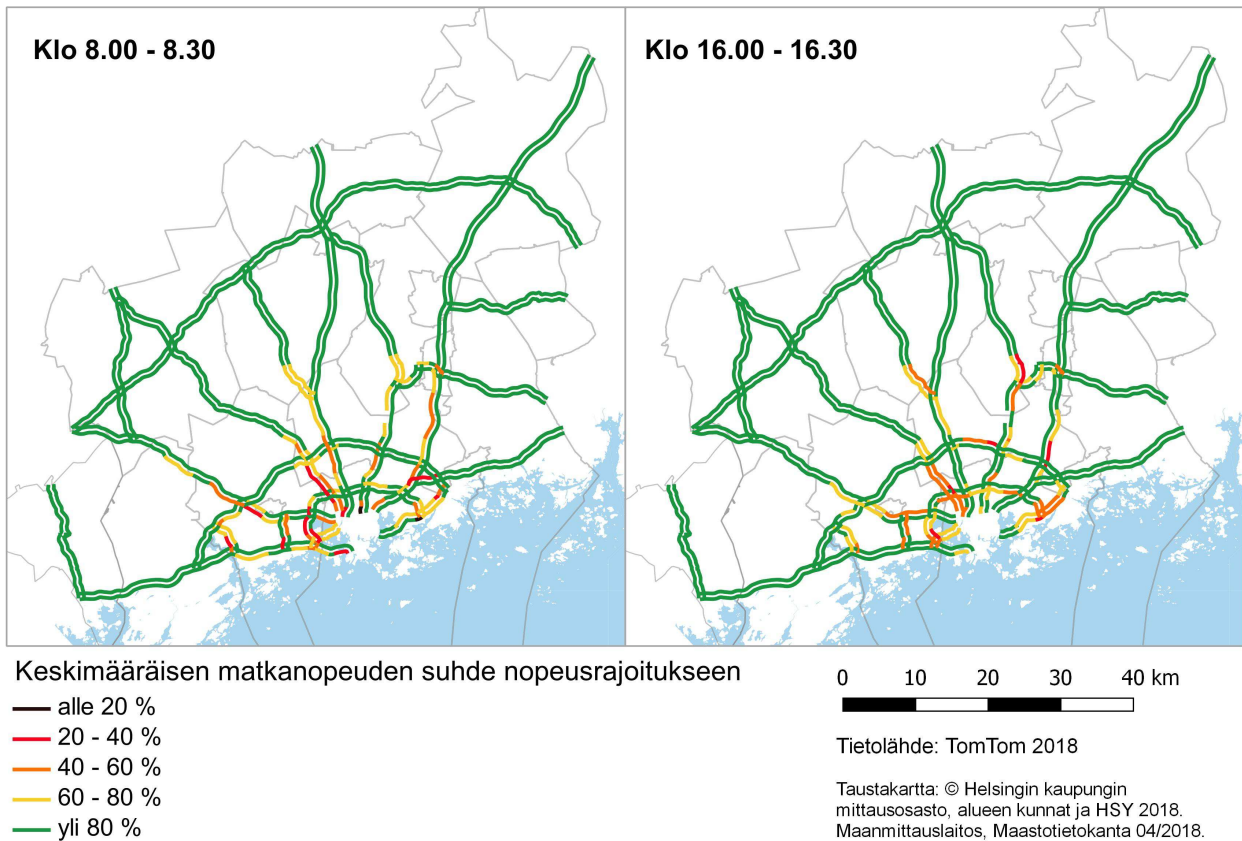 Klo 8.00 - 8.30
Klo 16.00 - 16.30
Keskimääräisen matkanopeuden suhde nopeusrajoitukseen
alle 20 %
20 - 40 %
40 - 60 %
60 - 80 %
yli 80 %
0 10 20 30 40 km
Tietolähde: TomTom 2018
Taustakartta: © Helsingin kaupungin
mittausosasto, alueen kunnat ja HSY 2018.
Maanmittauslaitos, Maastotietokanta 04/2018.